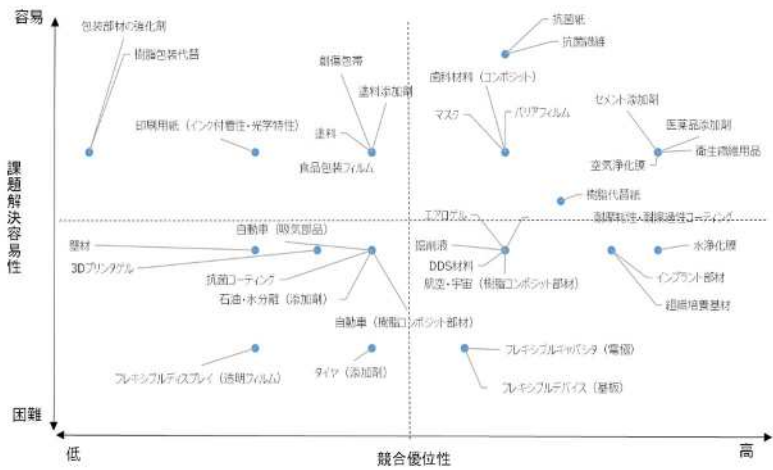 容易
包装部材の強化剤
樹脂包装代替
抗菌紙
抗菌繊維
創傷包帯
塗料添加剤
歯科材料（コンポジット）
セメント添加剤
マスク
バリアフィルム
医薬品添加剤
印刷用紙（インク付着性・光学特性）
塗料
衛生繊維用品
食品包装フィルム
空気浄化膜
樹脂代替紙
課題解決容易性
エアロゲル
耐摩耗性・耐腐食性コーティング
自動車（吸気部品）
壁材
掘削液
水浄化膜
3Dプリンタゲル
DDS材料
抗菌コーティング
航空・宇宙（樹脂コンポジット部材）
インプラント部材
石油・水分離（添加剤）
組織培養基材
自動車（樹脂コンポジット部材）
フレキシブルキャパシタ（電極）
フレキシブルディスプレイ（透明フィルム）
タイヤ（添加剤）
フレキシブルデバイス（基板）
困難
低
競合優位性
高